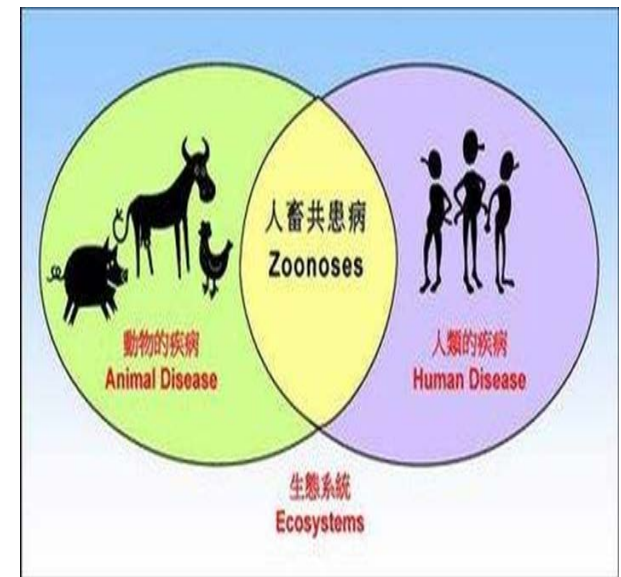 人畜共患病
Zoonoses
動物的疾病
Animal Disease
人類的疾病
Human Disease
生態系統
Ecosystems